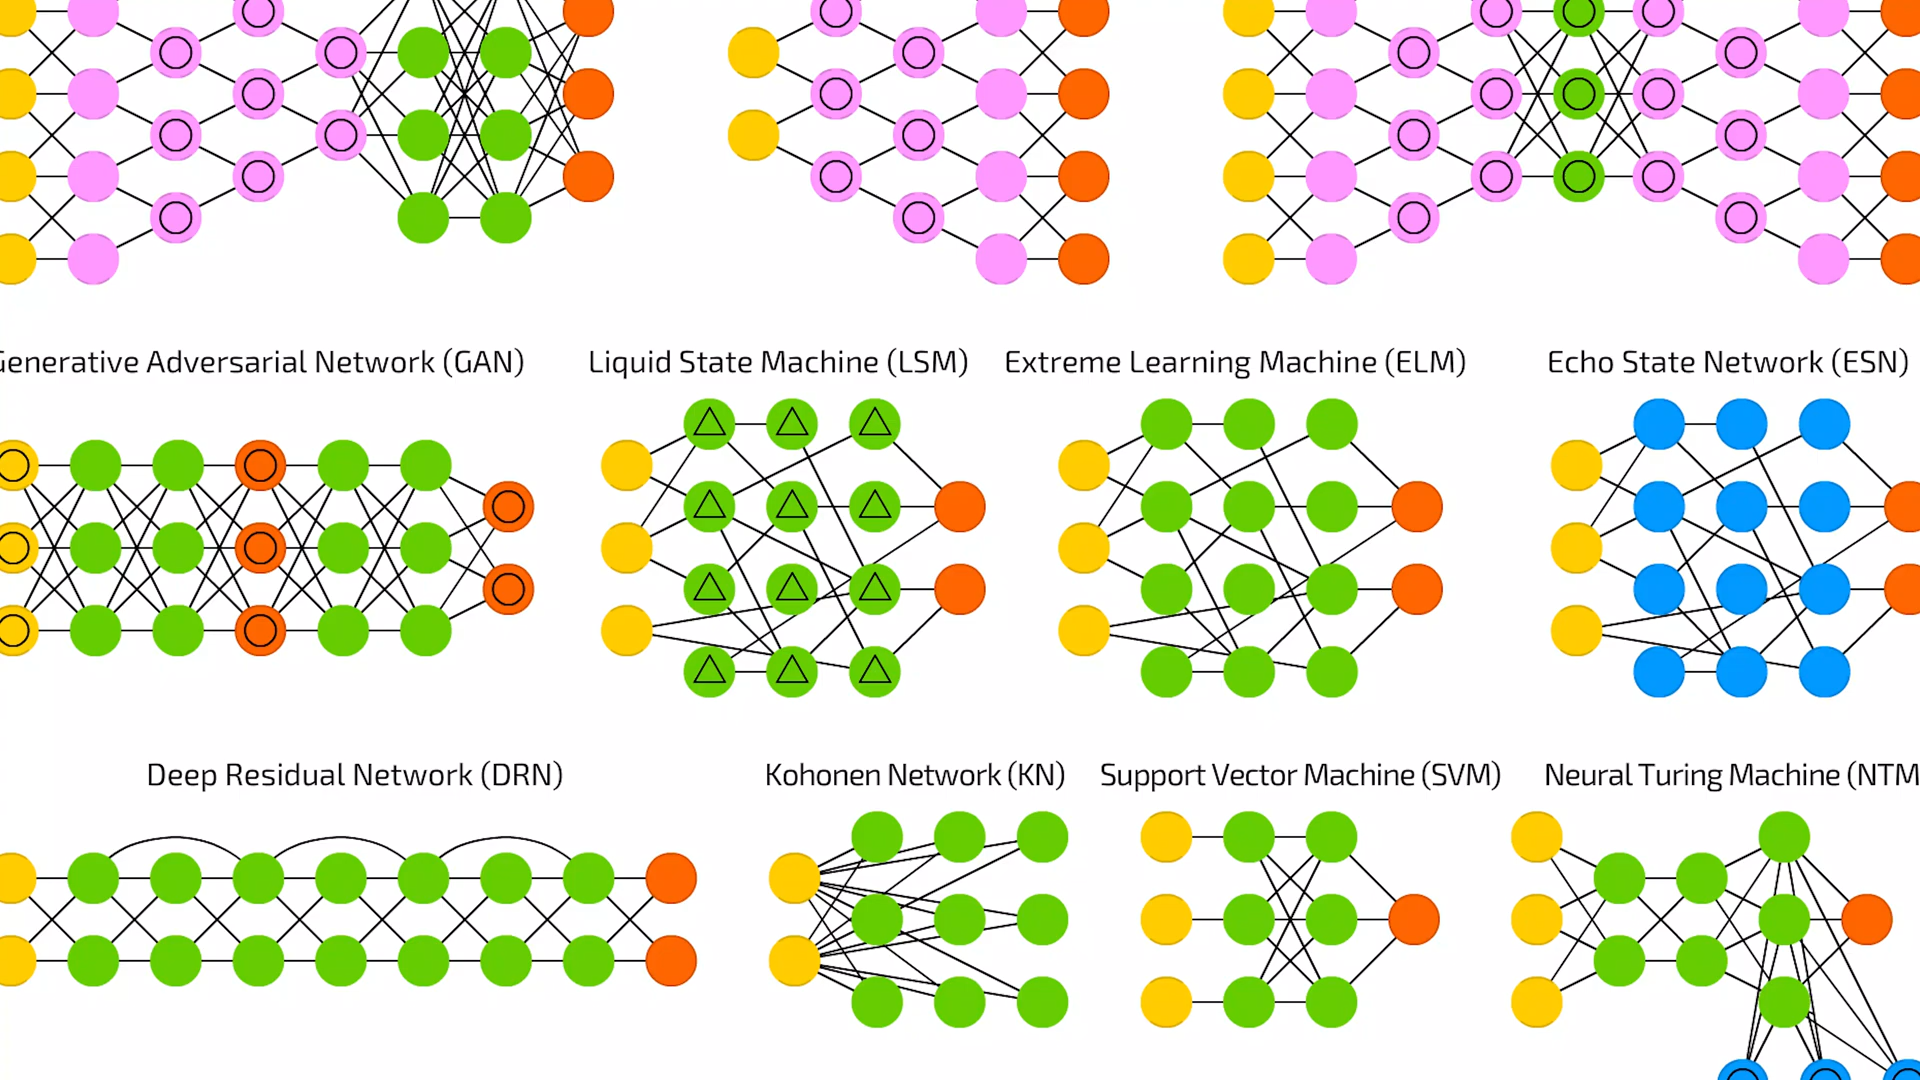 Generative Adversarial Network (GAN)
Liquid State Machine (LSM)
Extreme Learning Machine (ELM)
Echo State Network (ESN)
Deep Residual Network (DRN)
Kohonen Network (KN)
Support Vector Machine (SVM)
Neural Turing Machine (NTM